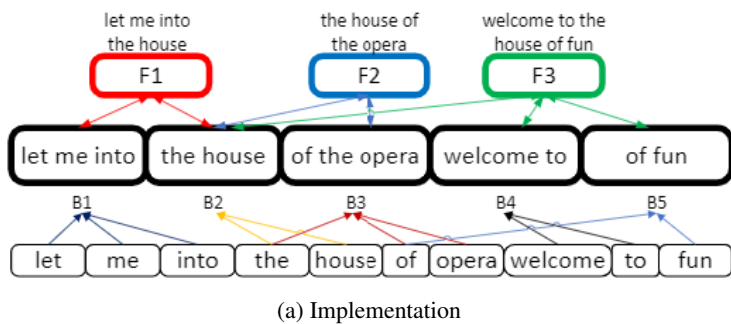 let me into
the house
the house of
the opera
welcome to the
house of fun
F1
F2
F3
let me into
the house
of the opera
welcome to
of fun
B1
B2
B3
B4
B5
let
me
into
the
house
of
opera
welcome
to
fun
(a) Implementation